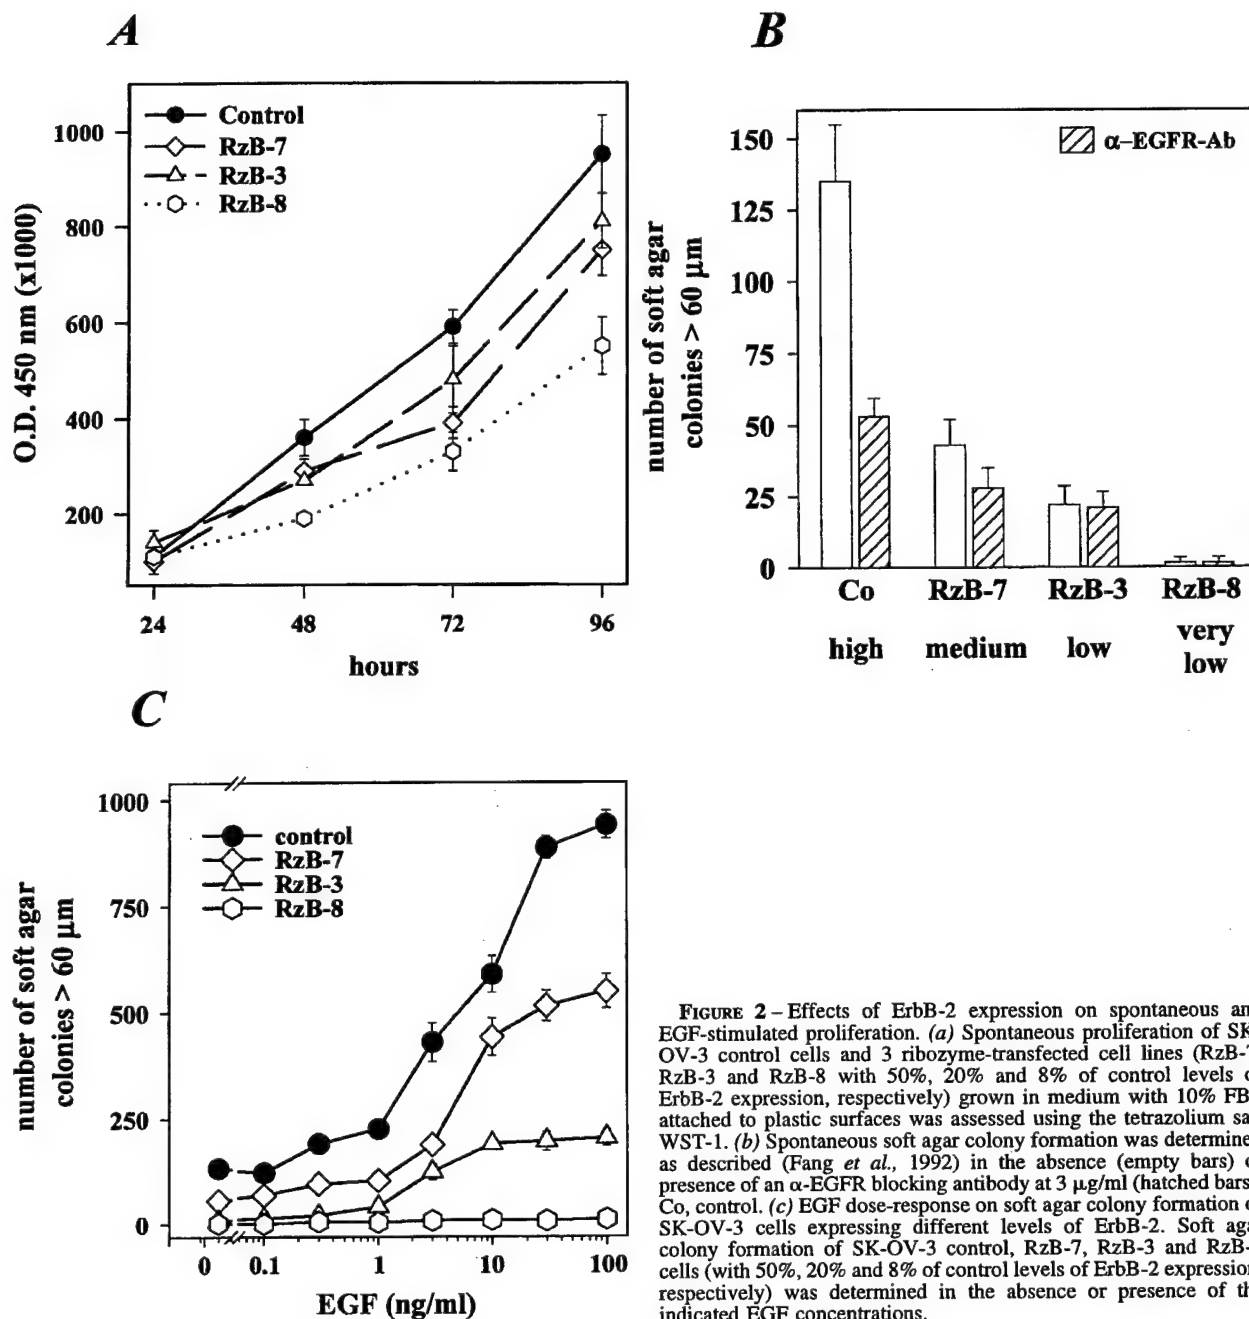 A
1000
800
600
400
200
O.D. 450 nm (x1000)
Control
RzB-7
RzB-3
RzB-8
24
48
72
96
hours
B
150
125
100
75
50
25
0
number of soft agar
colonies > 60 µm
α–EGFR-Ab
Co
RzB-7
RzB-3
RzB-8
high
medium
low
very
low
C
1000
750
500
250
0
number of soft agar
colonies > 60 µm
control
RzB-7
RzB-3
RzB-8
0
0.1
1
10
100
EGF (ng/ml)
FIGURE 2 – Effects of ErbB-2 expression on spontaneous an
EGF-stimulated proliferation. (a) Spontaneous proliferation of SK
OV-3 control cells and 3 ribozyme-transfected cell lines (RzB-7
RzB-3 and RzB-8 with 50%, 20% and 8% of control levels o
ErbB-2 expression, respectively) grown in medium with 10% FB
attached to plastic surfaces was assessed using the tetrazolium sa
WST-1. (b) Spontaneous soft agar colony formation was determine
as described (Fang et al., 1992) in the absence (empty bars) o
presence of an α-EGFR blocking antibody at 3 µg/ml (hatched bars
Co, control. (c) EGF dose-response on soft agar colony formation o
SK-OV-3 cells expressing different levels of ErbB-2. Soft aga
colony formation of SK-OV-3 control, RzB-7, RzB-3 and RzB-
cells (with 50%, 20% and 8% of control levels of ErbB-2 expression
respectively) was determined in the absence or presence of th
indicated EGF concentrations.